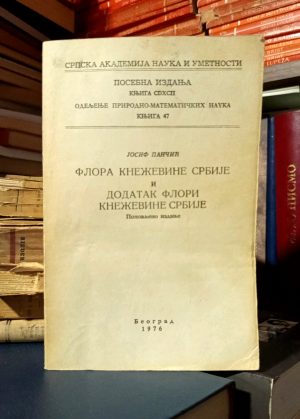 СРПСКА АКАДЕМИЈА НАУКА И УМЕТНОСТИ
ПОСЕБНА ИЗДАЊА
КЊИГА CDXCII
ОДЕЉЕЊЕ ПРИРОДНО-МАТЕМАТИЧКИХ НАУКА
КЊИГА 47
ЈОСИФ ПАНЧИЋ
ФЛОРА КНЕЖЕВИНЕ СРБИЈЕ
И
ДОДАТАК ФЛОРИ
КНЕЖЕВИНЕ СРБИЈЕ
Поновљено издање
Београд
1976
ПИСМО